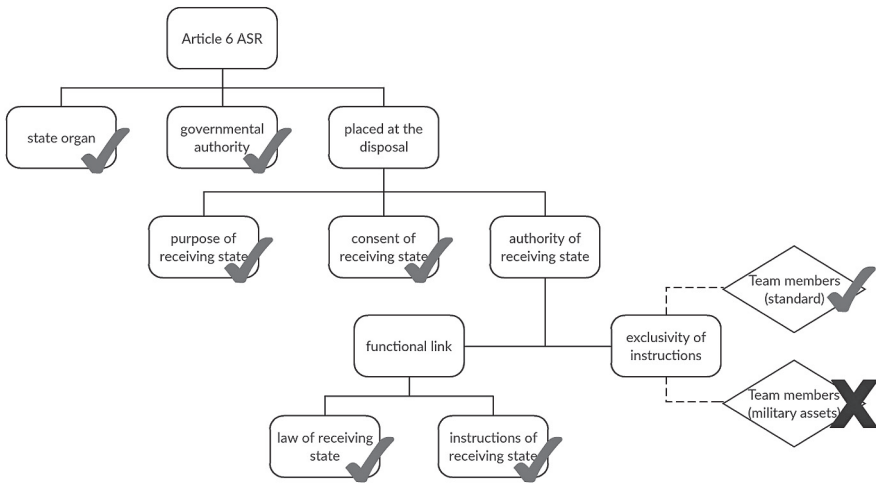 Article 6 ASR
state organ
governmental
authority
placed at the
disposal
purpose of
receiving state
consent of
receiving state
authority of
receiving state
Team members
(standard)
functional link
exclusivity of
instructions
Team members
(military assets)
law of receiving
state
instructions of
receiving state